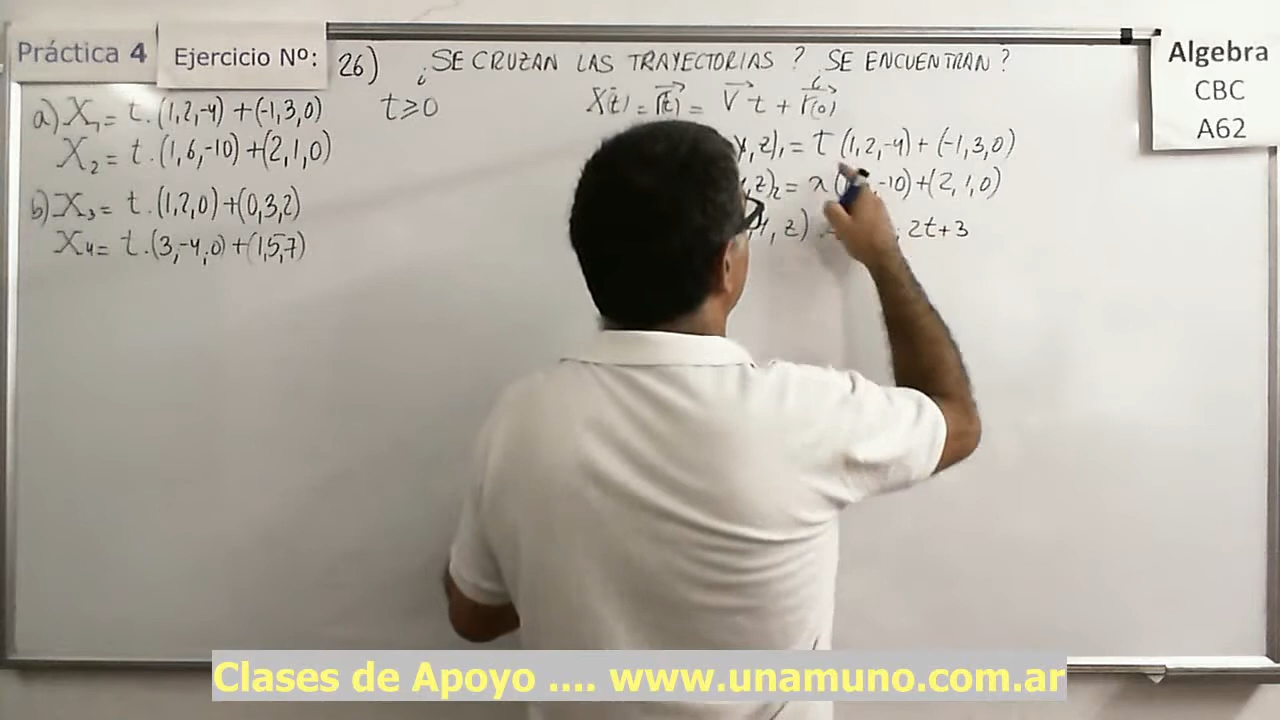 Práctica 4
Ejercicio Nº:
26)
¿SE CRUZAN LAS TRAYECTORIAS? SE ENCUENTRAN?
Algebra
CBC
A62
a) X₁ = t.(1,2,-4)+(-1,3,0)
t≥0
X₂ = t.(1,6,-10)+(2,1,0)
b) X₃ = t.(1,2,0)+(0,3,2)
X₄ = t.(3,-4,0)+(1,5,7)
X(t) = r(t) = V t + r(0)
,z)₁ = t (1,2,-4)+(-1,3,0)
,z)₂ = λ( ,-10)+(2,1,0)
, z) , 2t+3
Clases de Apoyo .... www.unamuno.com.ar